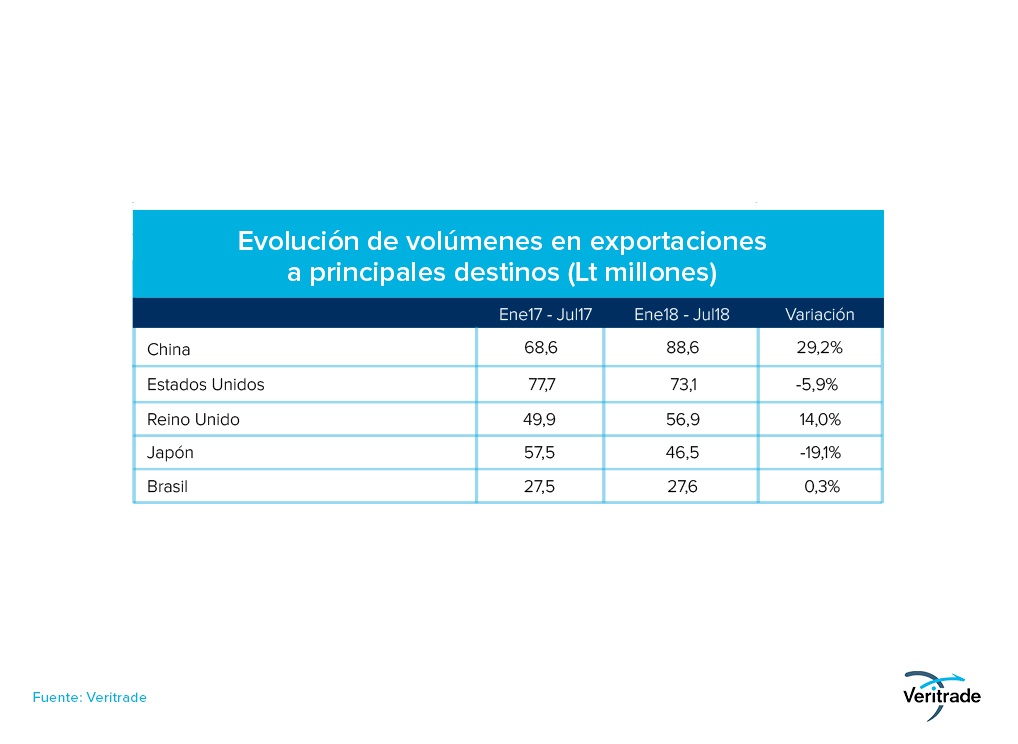 Evolución de volúmenes en exportaciones
a principales destinos (Lt millones)
Ene17 - Jul17 Ene18 - Jul18 Variación
China 68,6 88,6 29,2%
Estados Unidos 77,7 73,1 -5,9%
Reino Unido 49,9 56,9 14,0%
Japón 57,5 46,5 -19,1%
Brasil 27,5 27,6 0,3%
Fuente: Veritrade
Veritrade